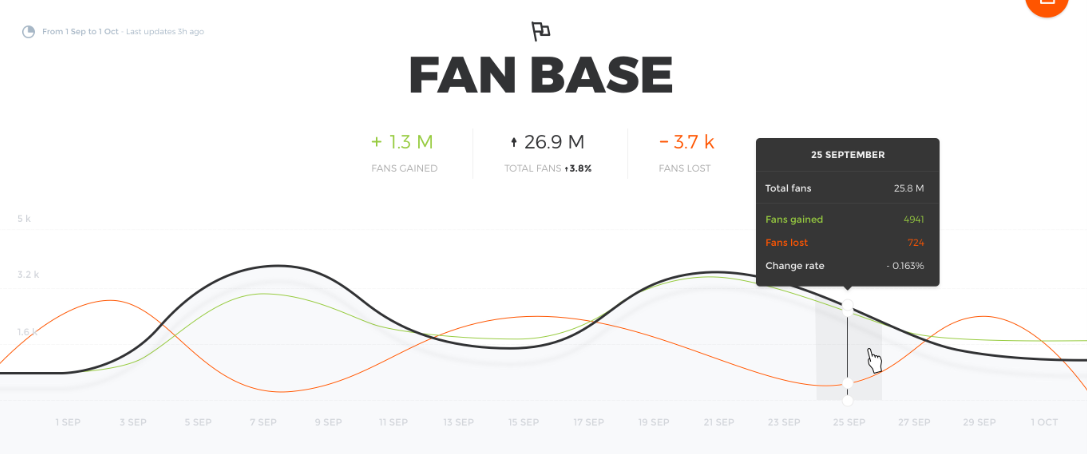 From 1 Sep to 1 Oct - Last updates 3h ago
FAN BASE
+ 1.3 M
FANS GAINED
26.9 M
TOTAL FANS ↑3.8%
- 3.7 k
FANS LOST
25 SEPTEMBER
Total fans 25.8 M
Fans gained 4941
Fans lost 724
Change rate - 0.163%
5 k
3.2 k
1.6 k
1 SEP 3 SEP 5 SEP 7 SEP 9 SEP 11 SEP 13 SEP 15 SEP 17 SEP 19 SEP 21 SEP 23 SEP 25 SEP 27 SEP 29 SEP 1 OCT